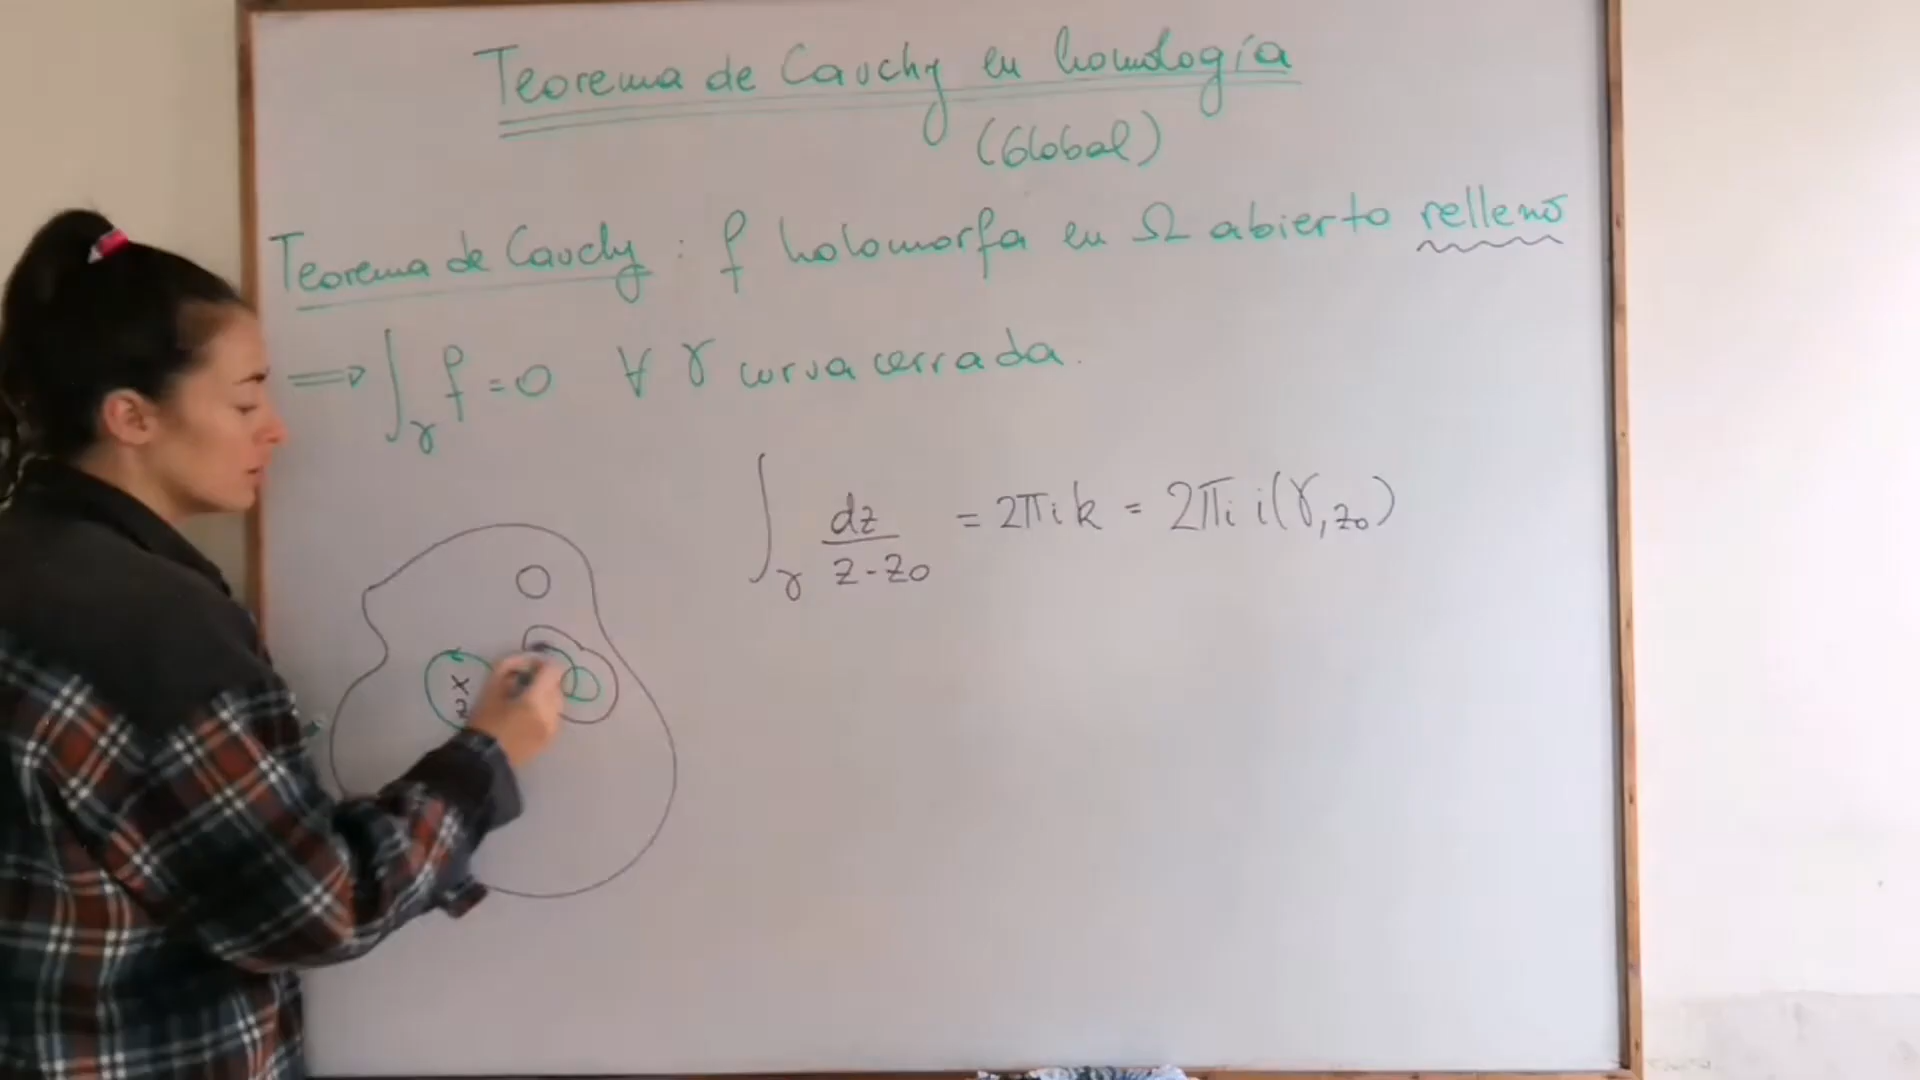 Teorema de Cauchy en homología
(Global)
Teorema de Cauchy : f holomorfa en Ω abierto relleno
⟹ ∫_γ f = 0 ∀ γ curva cerrada.
∫_γ dz/(z - z₀) = 2πi k = 2πi i(γ, z₀)
x
z